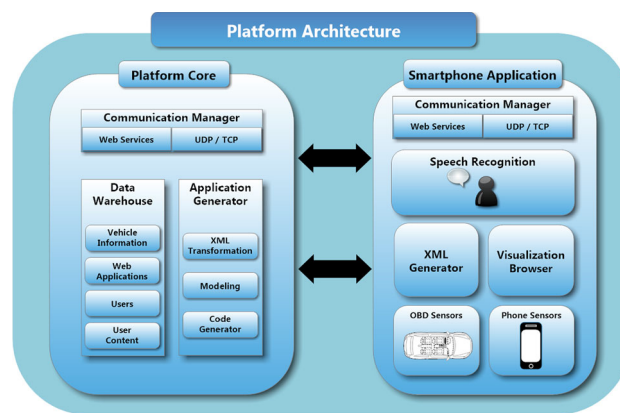 Platform Architecture
Platform Core
Communication Manager
Web Services
UDP / TCP
Data
Warehouse
Vehicle
Information
Web
Applications
Users
User
Content
Application
Generator
XML
Transformation
Modeling
Code
Generator
Smartphone Application
Communication Manager
Web Services
UDP / TCP
Speech Recognition
XML
Generator
Visualization
Browser
OBD Sensors
Phone Sensors